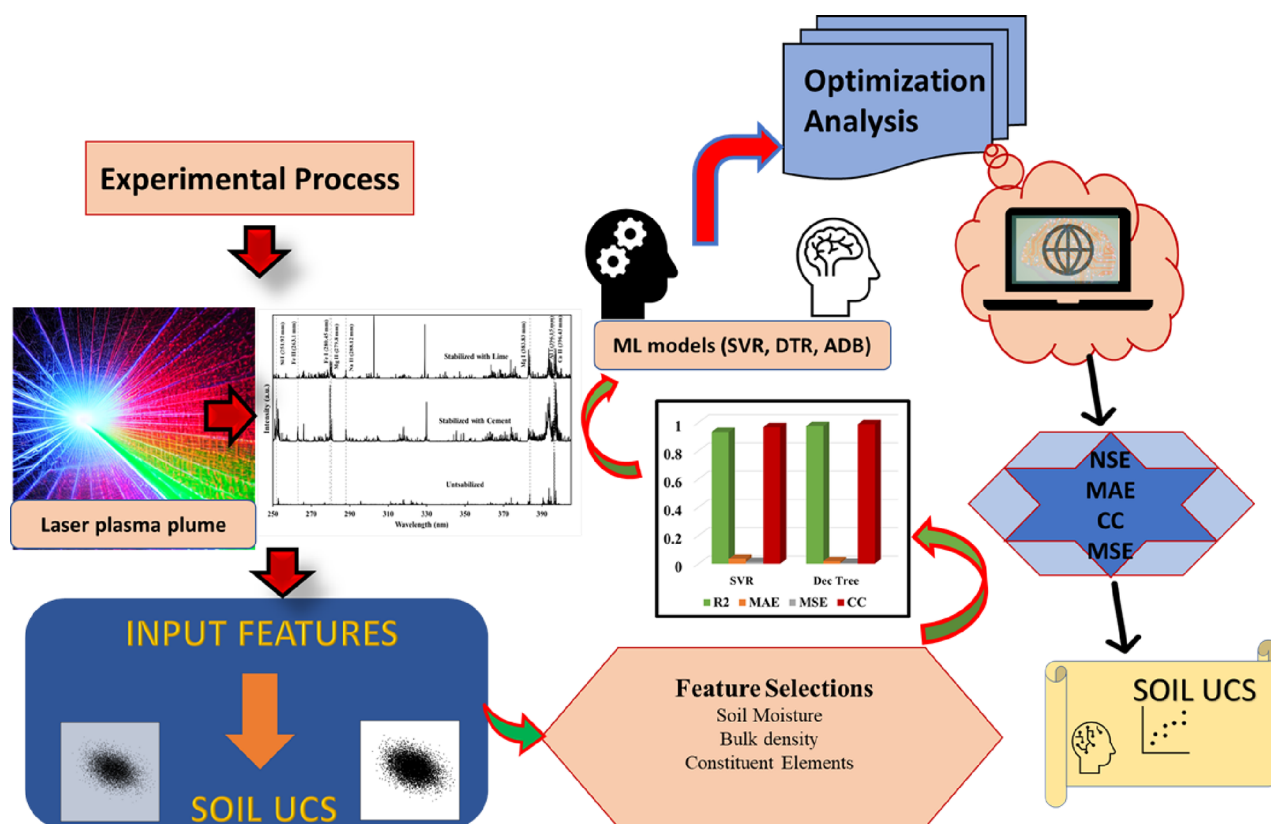 Optimization
Analysis
Experimental Process
ML models (SVR, DTR, ADB)
Stabilized with Lime
Stabilized with Cement
Untsabilized
Intensity (a.u.)
250 270 290 310 330 350 370 390
Wavelength (nm)
Laser plasma plume
1
0.8
0.6
0.4
0.2
0
SVR Dec Tree
R2 MAE MSE CC
NSE
MAE
CC
MSE
INPUT FEATURES
SOIL UCS
Feature Selections
Soil Moisture
Bulk density
Constituent Elements
SOIL UCS